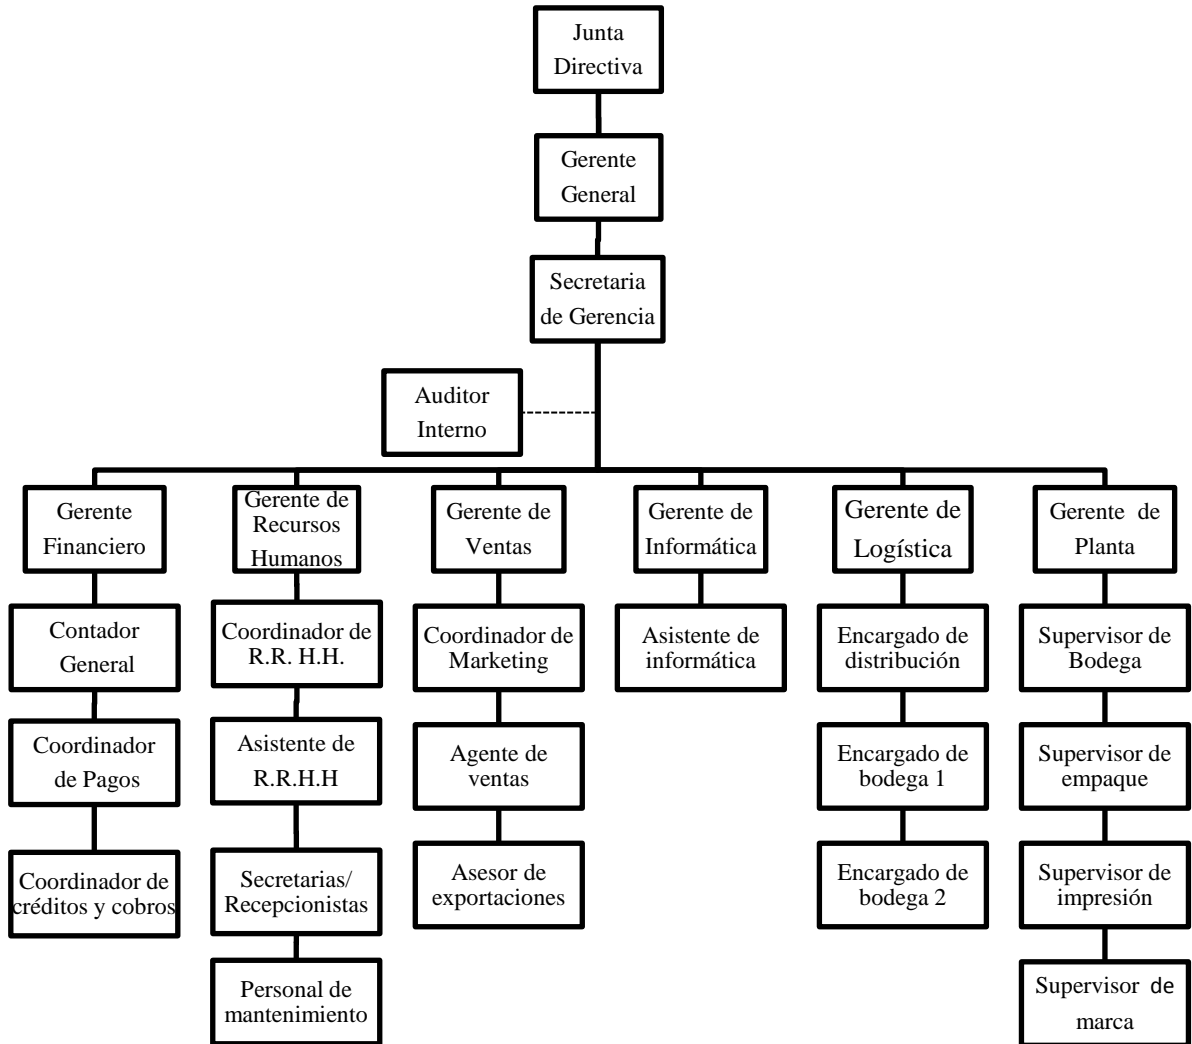 Junta
Directiva
Gerente
General
Secretaria
de Gerencia
Auditor
Interno
Gerente
Financiero
Gerente de
Recursos
Humanos
Gerente de
Ventas
Gerente de
Informática
Gerente de
Logística
Gerente de
Planta
Contador
General
Coordinador de
R.R. H.H.
Coordinador de
Marketing
Asistente de
informática
Encargado de
distribución
Supervisor de
Bodega
Coordinador
de Pagos
Asistente de
R.R.H.H
Agente de
ventas
Encargado de
bodega 1
Supervisor de
empaque
Coordinador de
créditos y cobros
Secretarias/
Recepcionistas
Asesor de
exportaciones
Encargado de
bodega 2
Supervisor de
impresión
Personal de
mantenimiento
Supervisor de
marca